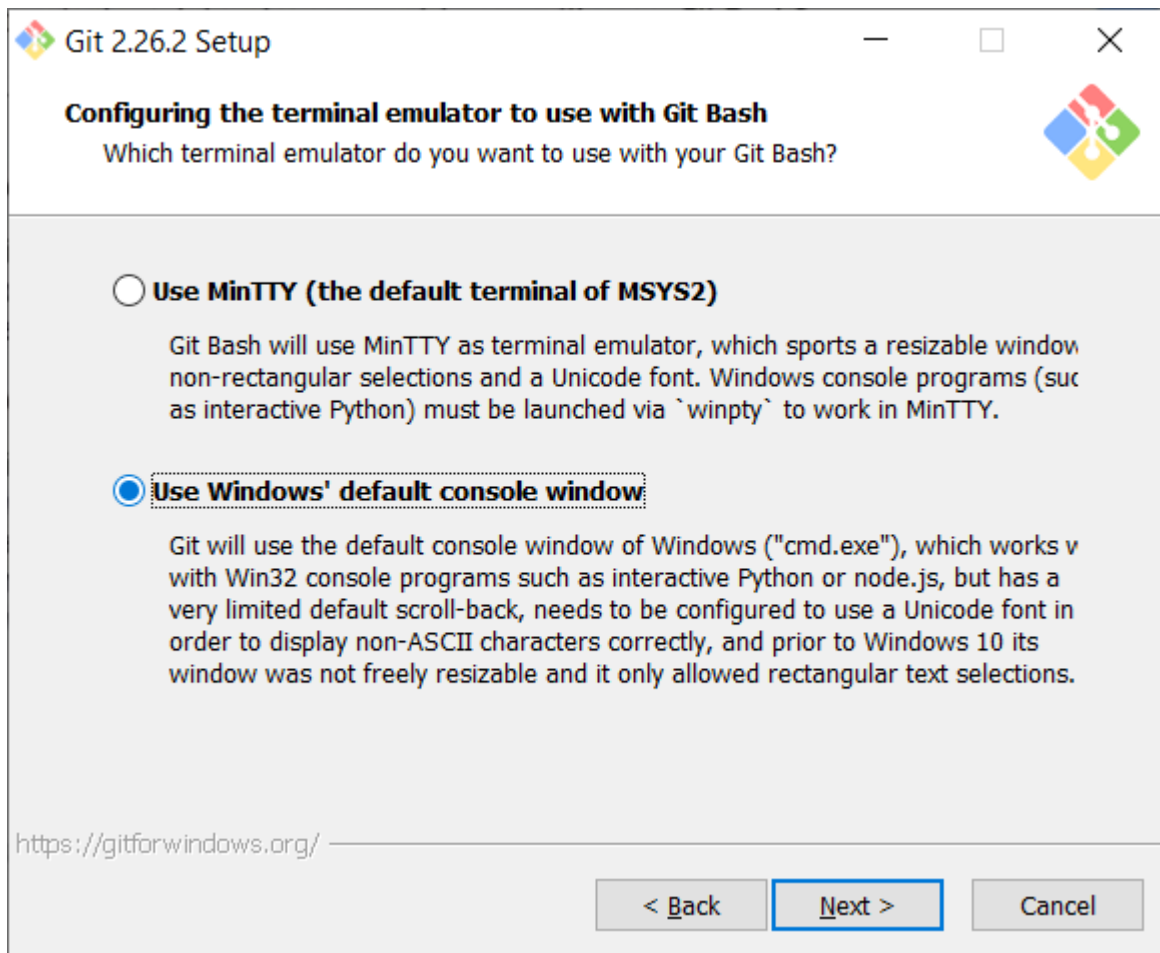 Git 2.26.2 Setup
Configuring the terminal emulator to use with Git Bash
Which terminal emulator do you want to use with your Git Bash?
Use MinTTY (the default terminal of MSYS2)
Git Bash will use MinTTY as terminal emulator, which sports a resizable window
non-rectangular selections and a Unicode font. Windows console programs (suc
as interactive Python) must be launched via `winpty` to work in MinTTY.
Use Windows' default console window
Git will use the default console window of Windows ("cmd.exe"), which works
with Win32 console programs such as interactive Python or node.js, but has a
very limited default scroll-back, needs to be configured to use a Unicode font in
order to display non-ASCII characters correctly, and prior to Windows 10 its
window was not freely resizable and it only allowed rectangular text selections.
https://gitforwindows.org/
< Back
Next >
Cancel